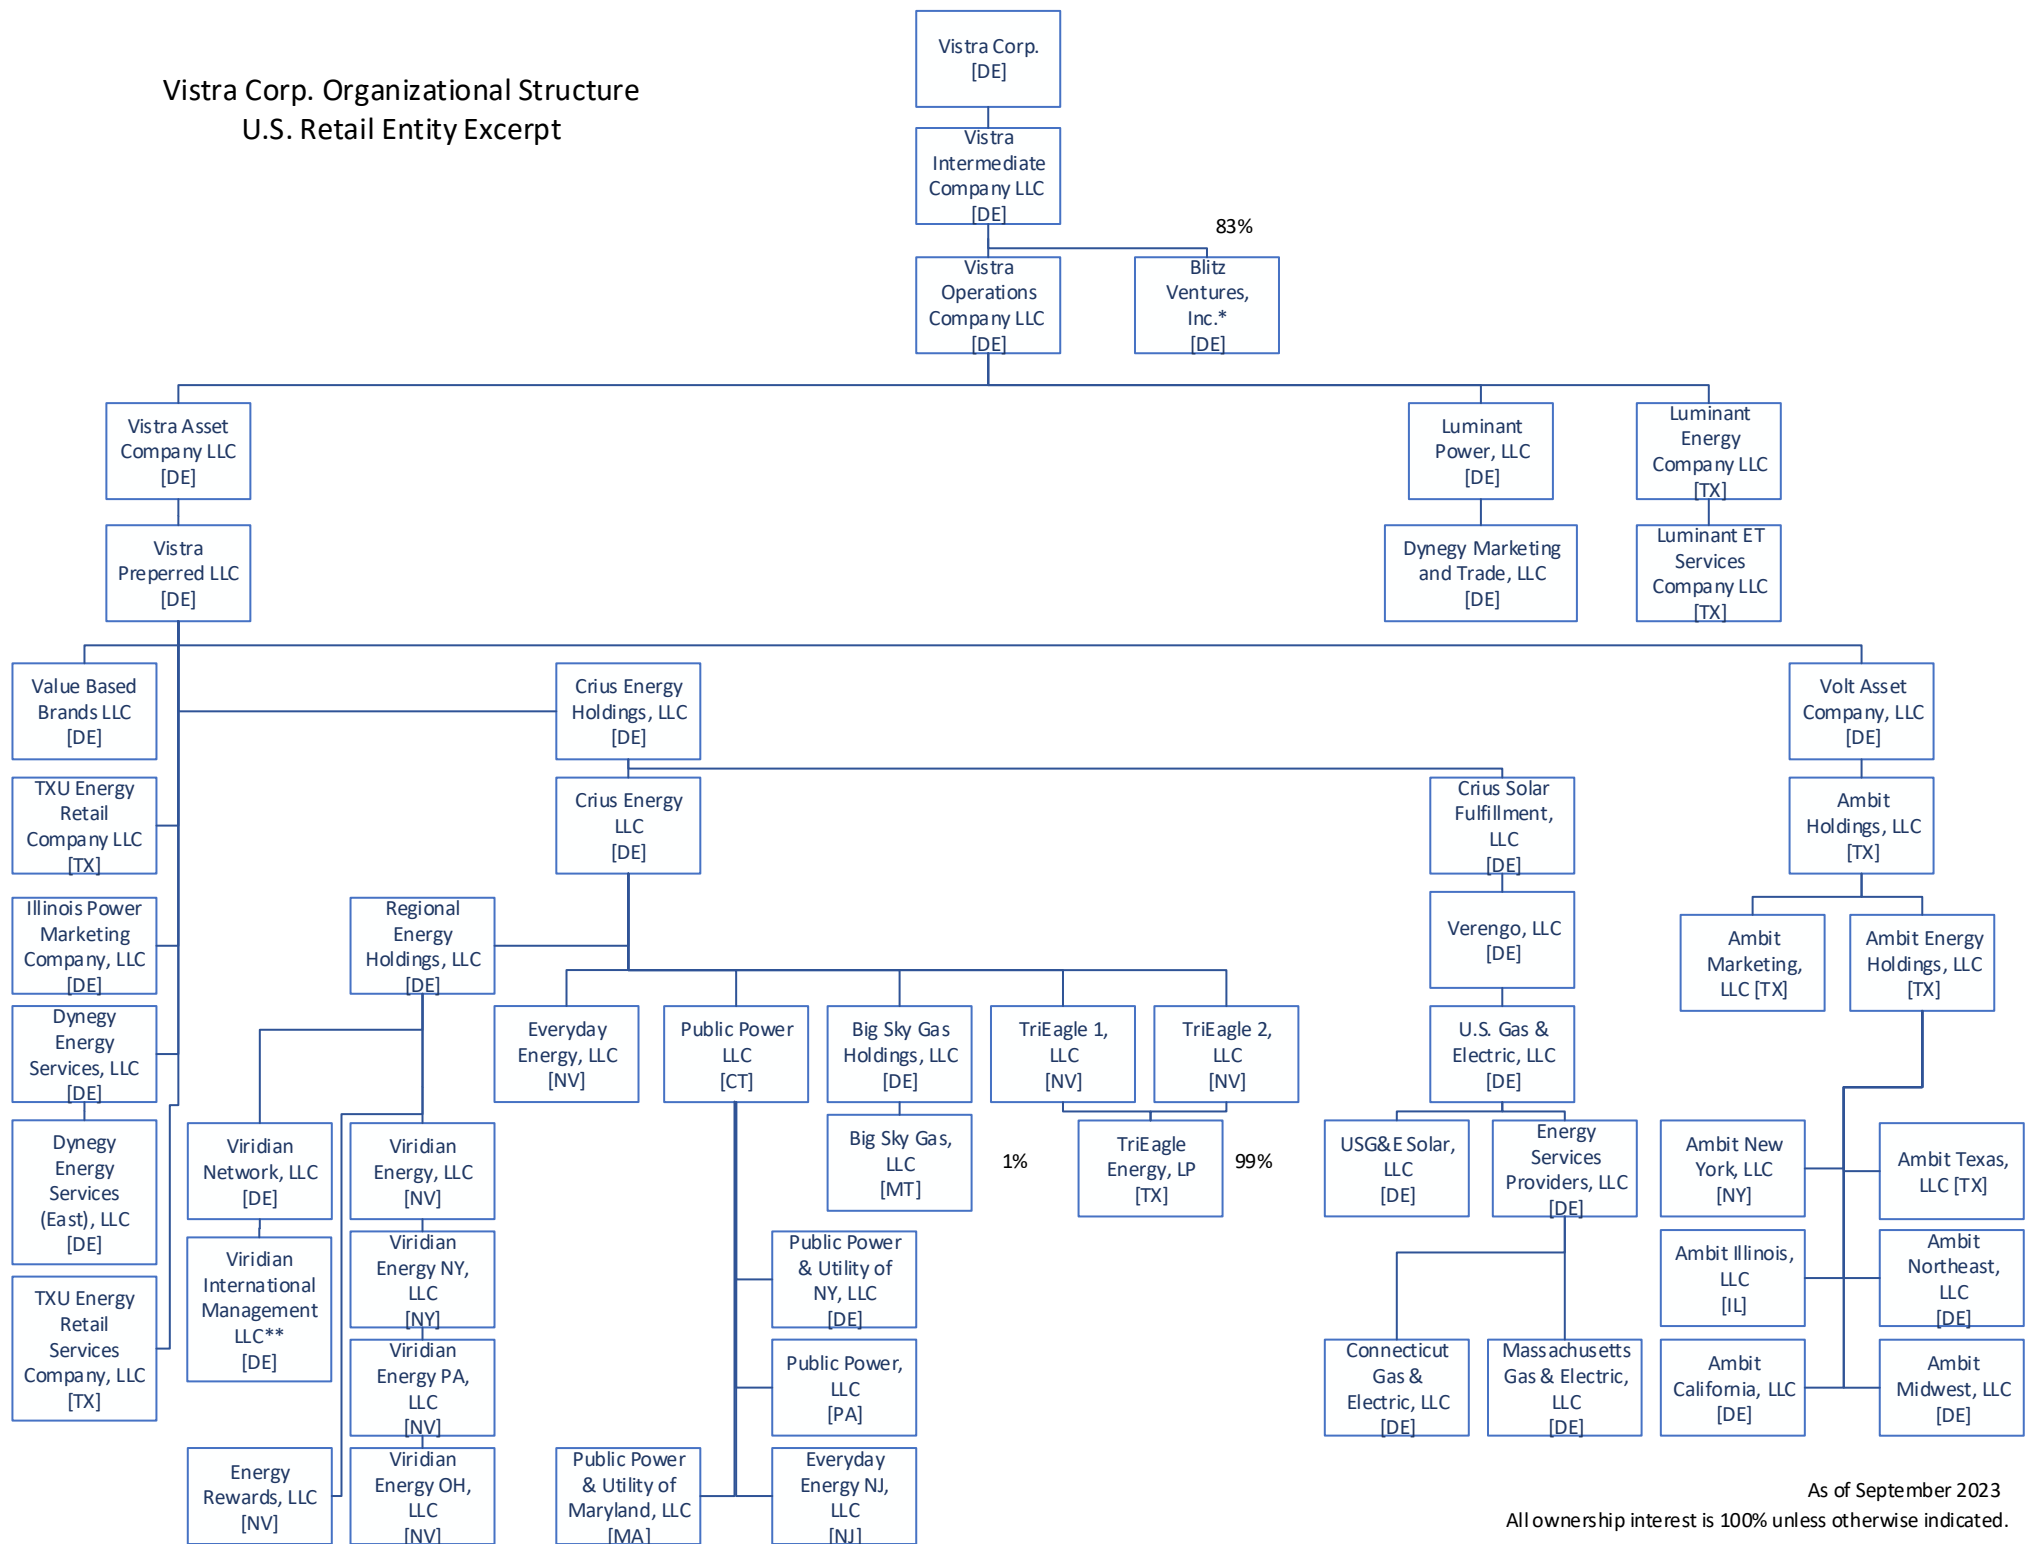 Vistra Corp. Organizational Structure
U.S. Retail Entity Excerpt
Vistra Corp.
[DE]
Vistra
Intermediate
Company LLC
[DE]
83%
Vistra
Operations
Company LLC
[DE]
Blitz
Ventures,
Inc.*
[DE]
Vistra Asset
Company LLC
[DE]
Luminant
Power, LLC
[DE]
Luminant
Energy
Company LLC
[TX]
Vistra
Preperred LLC
[DE]
Dynegy Marketing
and Trade, LLC
[DE]
Luminant ET
Services
Company LLC
[TX]
Value Based
Brands LLC
[DE]
Crius Energy
Holdings, LLC
[DE]
Volt Asset
Company, LLC
[DE]
TXU Energy
Retail
Company LLC
[TX]
Crius Energy
LLC
[DE]
Crius Solar
Fulfillment,
LLC
[DE]
Ambit
Holdings, LLC
[TX]
Illinois Power
Marketing
Company, LLC
[DE]
Regional
Energy
Holdings, LLC
[DE]
Verengo, LLC
[DE]
Ambit
Marketing,
LLC [TX]
Ambit Energy
Holdings, LLC
[TX]
Dynegy
Energy
Services, LLC
[DE]
Everyday
Energy, LLC
[NV]
Public Power
LLC
[CT]
Big Sky Gas
Holdings, LLC
[DE]
TriEagle 1,
LLC
[NV]
TriEagle 2,
LLC
[NV]
U.S. Gas &
Electric, LLC
[DE]
Dynegy
Energy
Services
(East), LLC
[DE]
Viridian
Network, LLC
[DE]
Viridian
Energy, LLC
[NV]
Big Sky Gas,
LLC
[MT]
1%
TriEagle
Energy, LP
[TX]
99%
USG&E Solar,
LLC
[DE]
Energy
Services
Providers, LLC
[DE]
Ambit New
York, LLC
[NY]
Ambit Texas,
LLC [TX]
Viridian
International
Management
LLC**
[DE]
Viridian
Energy NY,
LLC
[NY]
Public Power
& Utility of
NY, LLC
[DE]
Ambit Illinois,
LLC
[IL]
Ambit
Northeast,
LLC
[DE]
TXU Energy
Retail
Services
Company, LLC
[TX]
Viridian
Energy PA,
LLC
[NV]
Public Power,
LLC
[PA]
Connecticut
Gas &
Electric, LLC
[DE]
Massachusetts
Gas & Electric,
LLC
[DE]
Ambit
California, LLC
[DE]
Ambit
Midwest, LLC
[DE]
Energy
Rewards, LLC
[NV]
Viridian
Energy OH,
LLC
[NV]
Public Power
& Utility of
Maryland, LLC
[MA]
Everyday
Energy NJ,
LLC
[NJ]
As of September 2023
All ownership interest is 100% unless otherwise indicated.